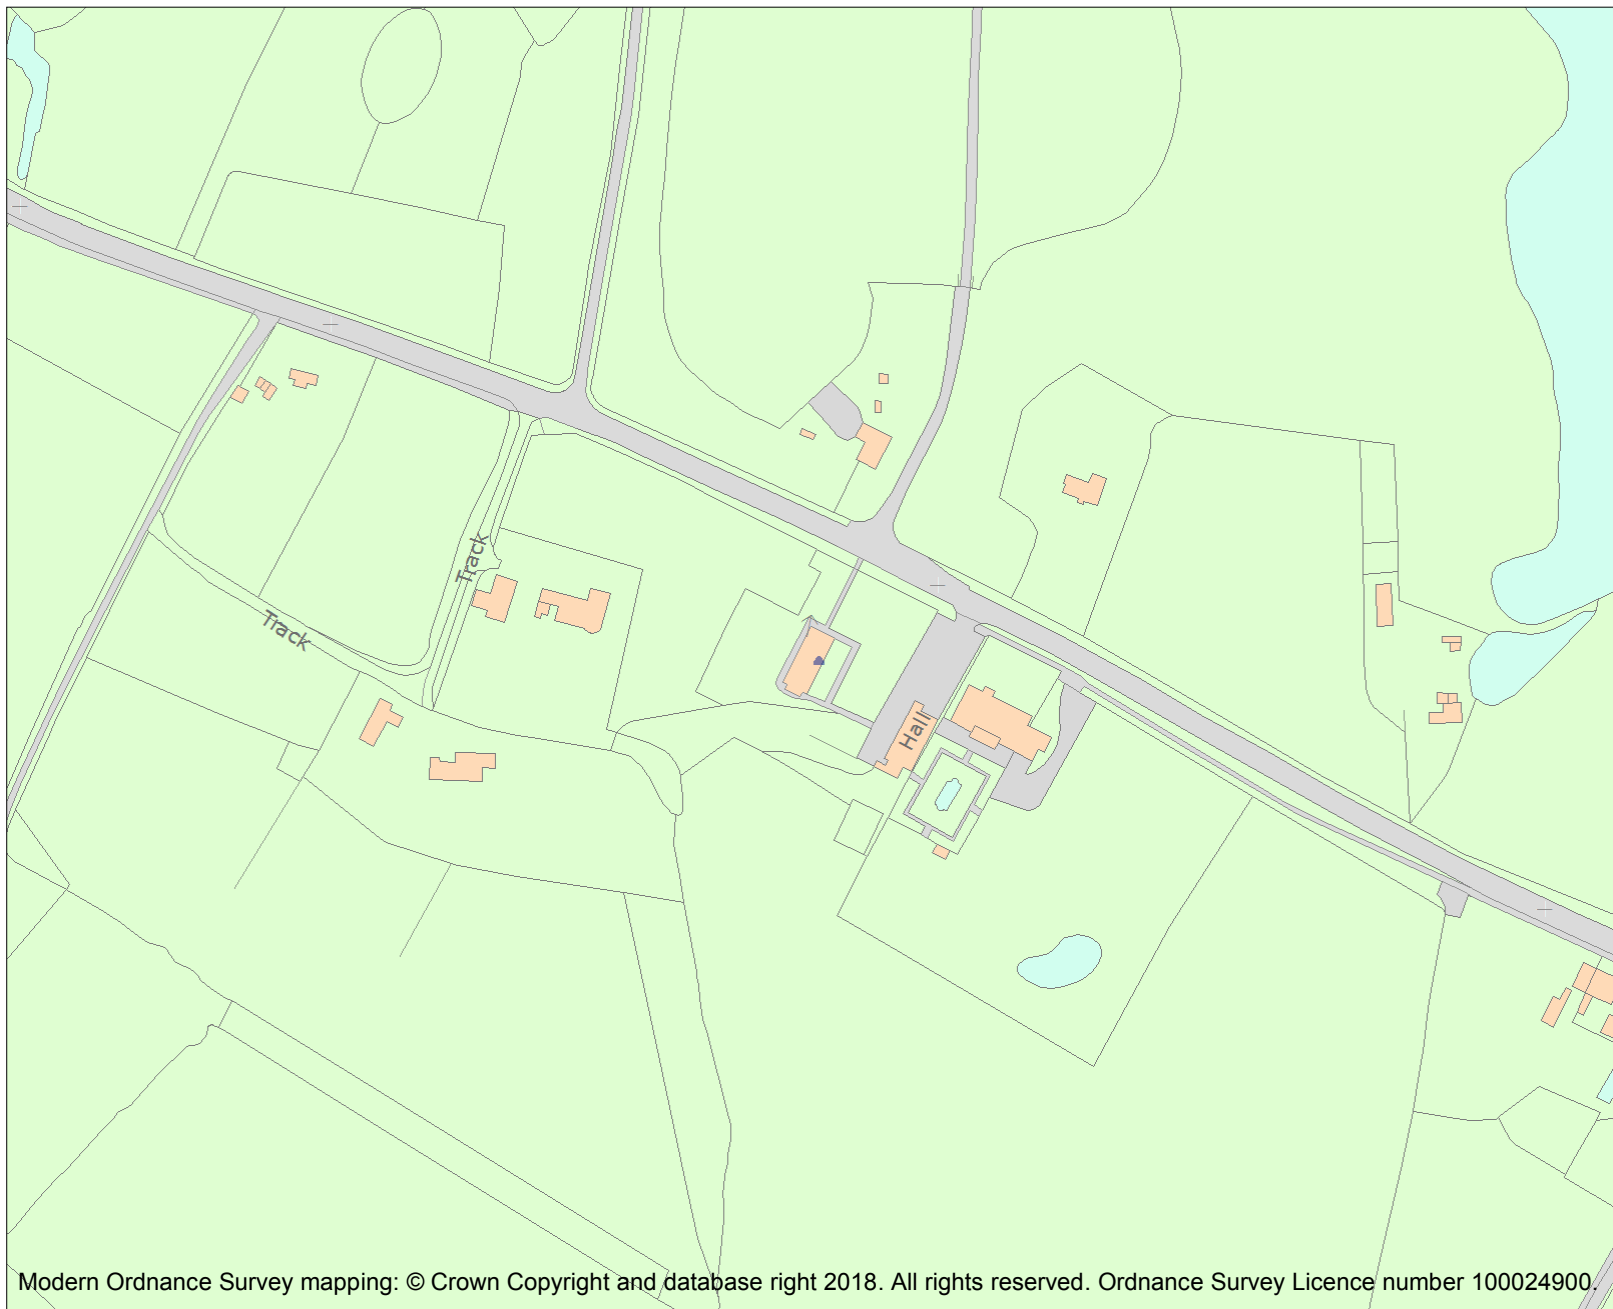 Track
Track
Hall
Modern Ordnance Survey mapping: © Crown Copyright and database right 2018. All rights reserved. Ordnance Survey Licence number 100024900.